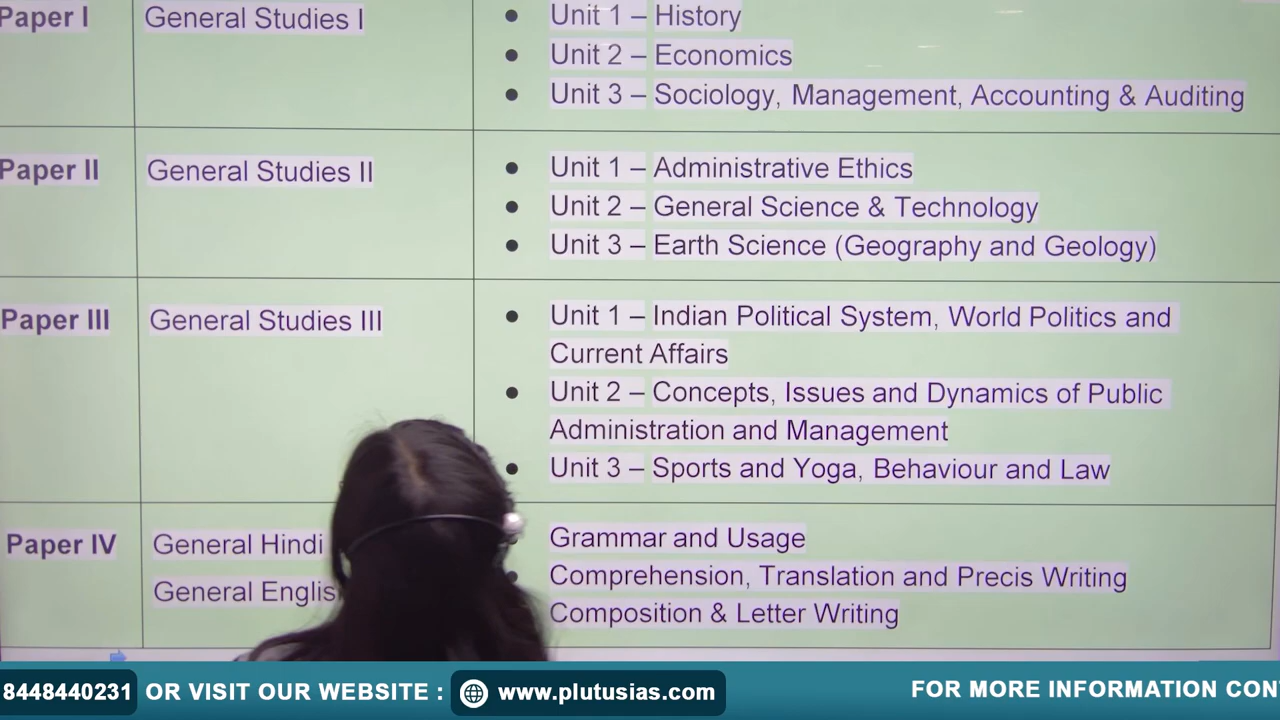 Paper I
General Studies I
Unit 1 – History
Unit 2 – Economics
Unit 3 – Sociology, Management, Accounting & Auditing
Paper II
General Studies II
Unit 1 – Administrative Ethics
Unit 2 – General Science & Technology
Unit 3 – Earth Science (Geography and Geology)
Paper III
General Studies III
Unit 1 – Indian Political System, World Politics and
Current Affairs
Unit 2 – Concepts, Issues and Dynamics of Public
Administration and Management
Unit 3 – Sports and Yoga, Behaviour and Law
Paper IV
General Hindi
General Englis
Grammar and Usage
Comprehension, Translation and Precis Writing
Composition & Letter Writing
8448440231 OR VISIT OUR WEBSITE : www.plutusias.com FOR MORE INFORMATION CON